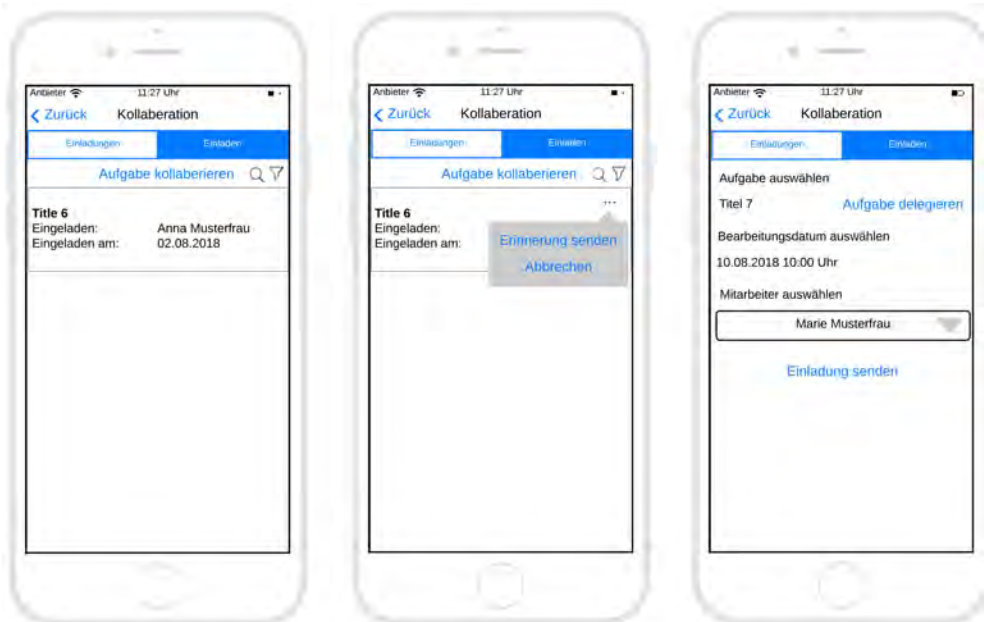 Anbieter 11:27 Uhr
Zurück Kollaberation
Einladungen Einladen
Aufgabe kollaberieren
Title 6
Eingeladen: Anna Musterfrau
Eingeladen am: 02.08.2018
Anbieter 11:27 Uhr
Zurück Kollaberation
Einladungen Einladen
Aufgabe kollaberieren
...
Title 6
Eingeladen:
Eingeladen am:
Erinnerung senden
Abbrechen
Anbieter 11:27 Uhr
Zurück Kollaberation
Einladungen Einladen
Aufgabe auswählen
Titel 7 Aufgabe delegieren
Bearbeitungsdatum auswählen
10.08.2018 10:00 Uhr
Mitarbeiter auswählen
Marie Musterfrau
Einladung senden